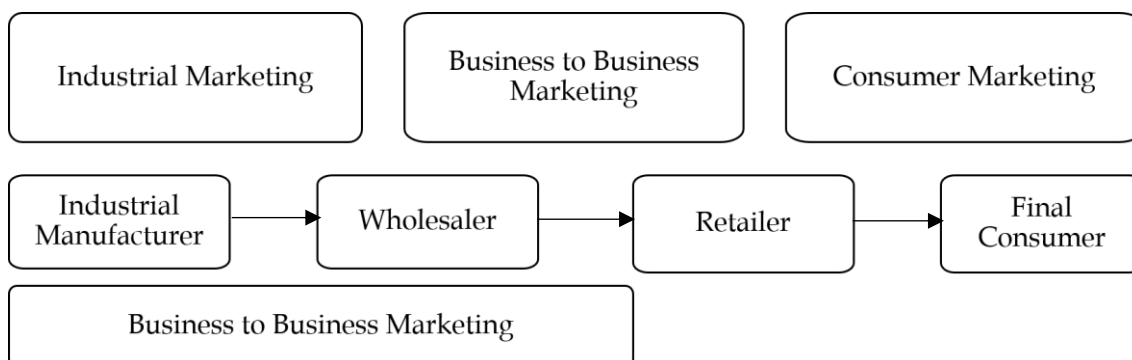 Industrial Marketing
Business to Business
Marketing
Consumer Marketing
Industrial
Manufacturer
Wholesaler
Retailer
Final
Consumer
Business to Business Marketing